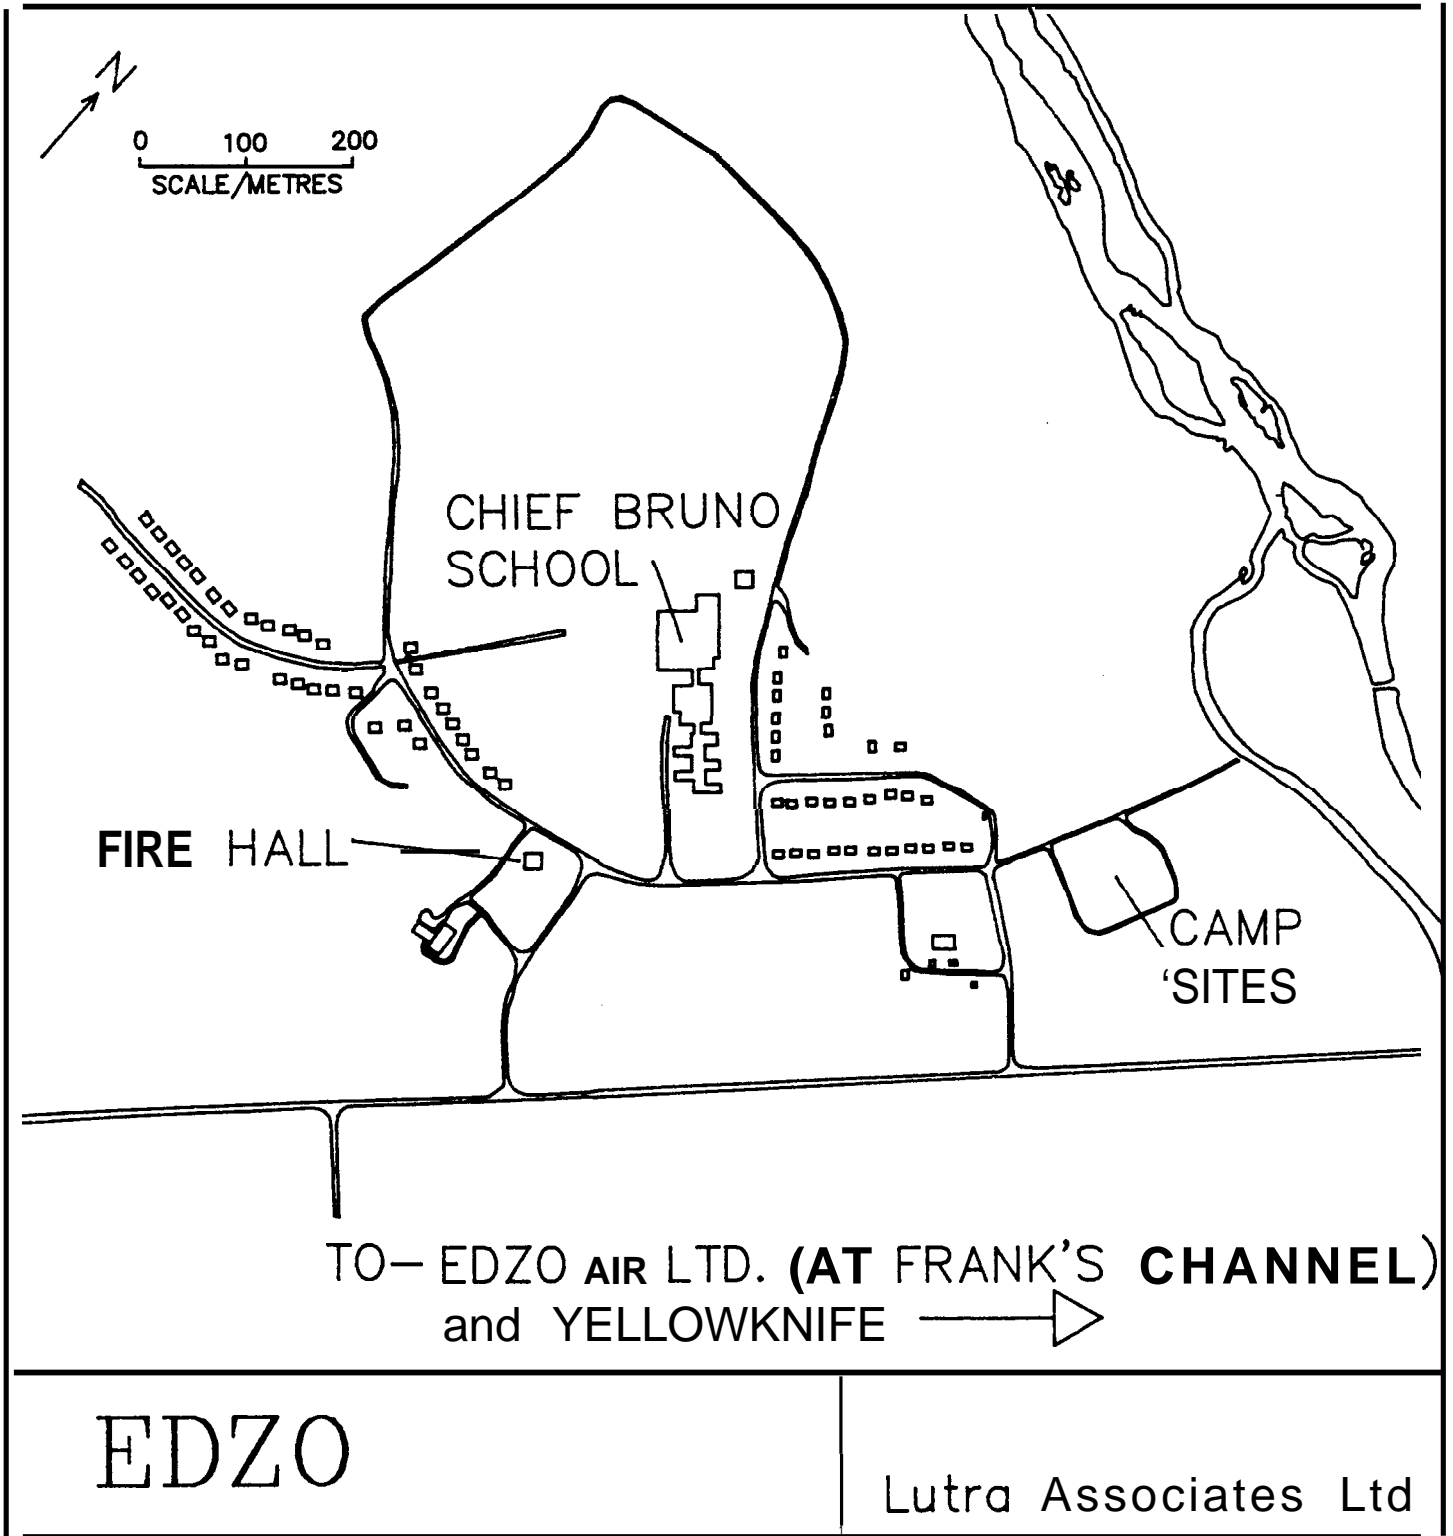 N
0 100 200
SCALE/METRES
CHIEF BRUNO
SCHOOL
FIRE HALL
CAMP
‘SITES
TO– EDZO AIR LTD. (AT FRANK'S CHANNEL)
and YELLOWKNIFE
EDZO
Lutra Associates Ltd